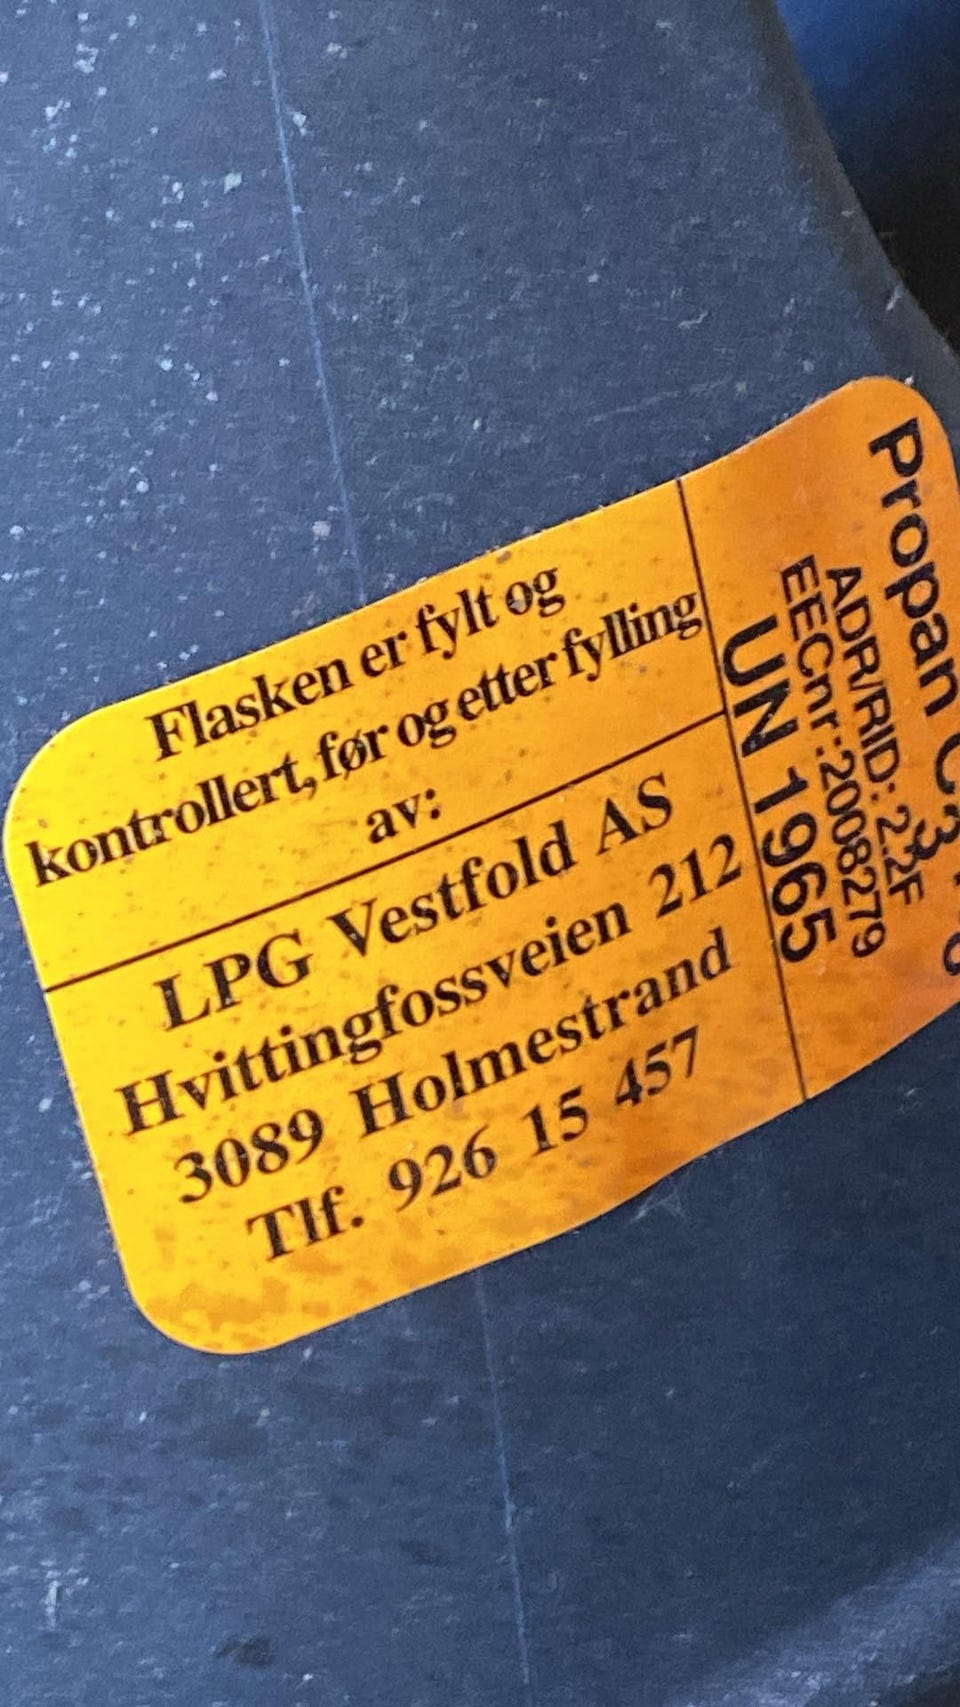 Flasken er fylt og
kontrollert, før og etter fylling
av:
LPG Vestfold AS
Hvittingfossveien 212
3089 Holmestrand
Tlf. 926 15 457
Propan
ADR/RID: 2.2F
EECnr:2008279
UN 1965